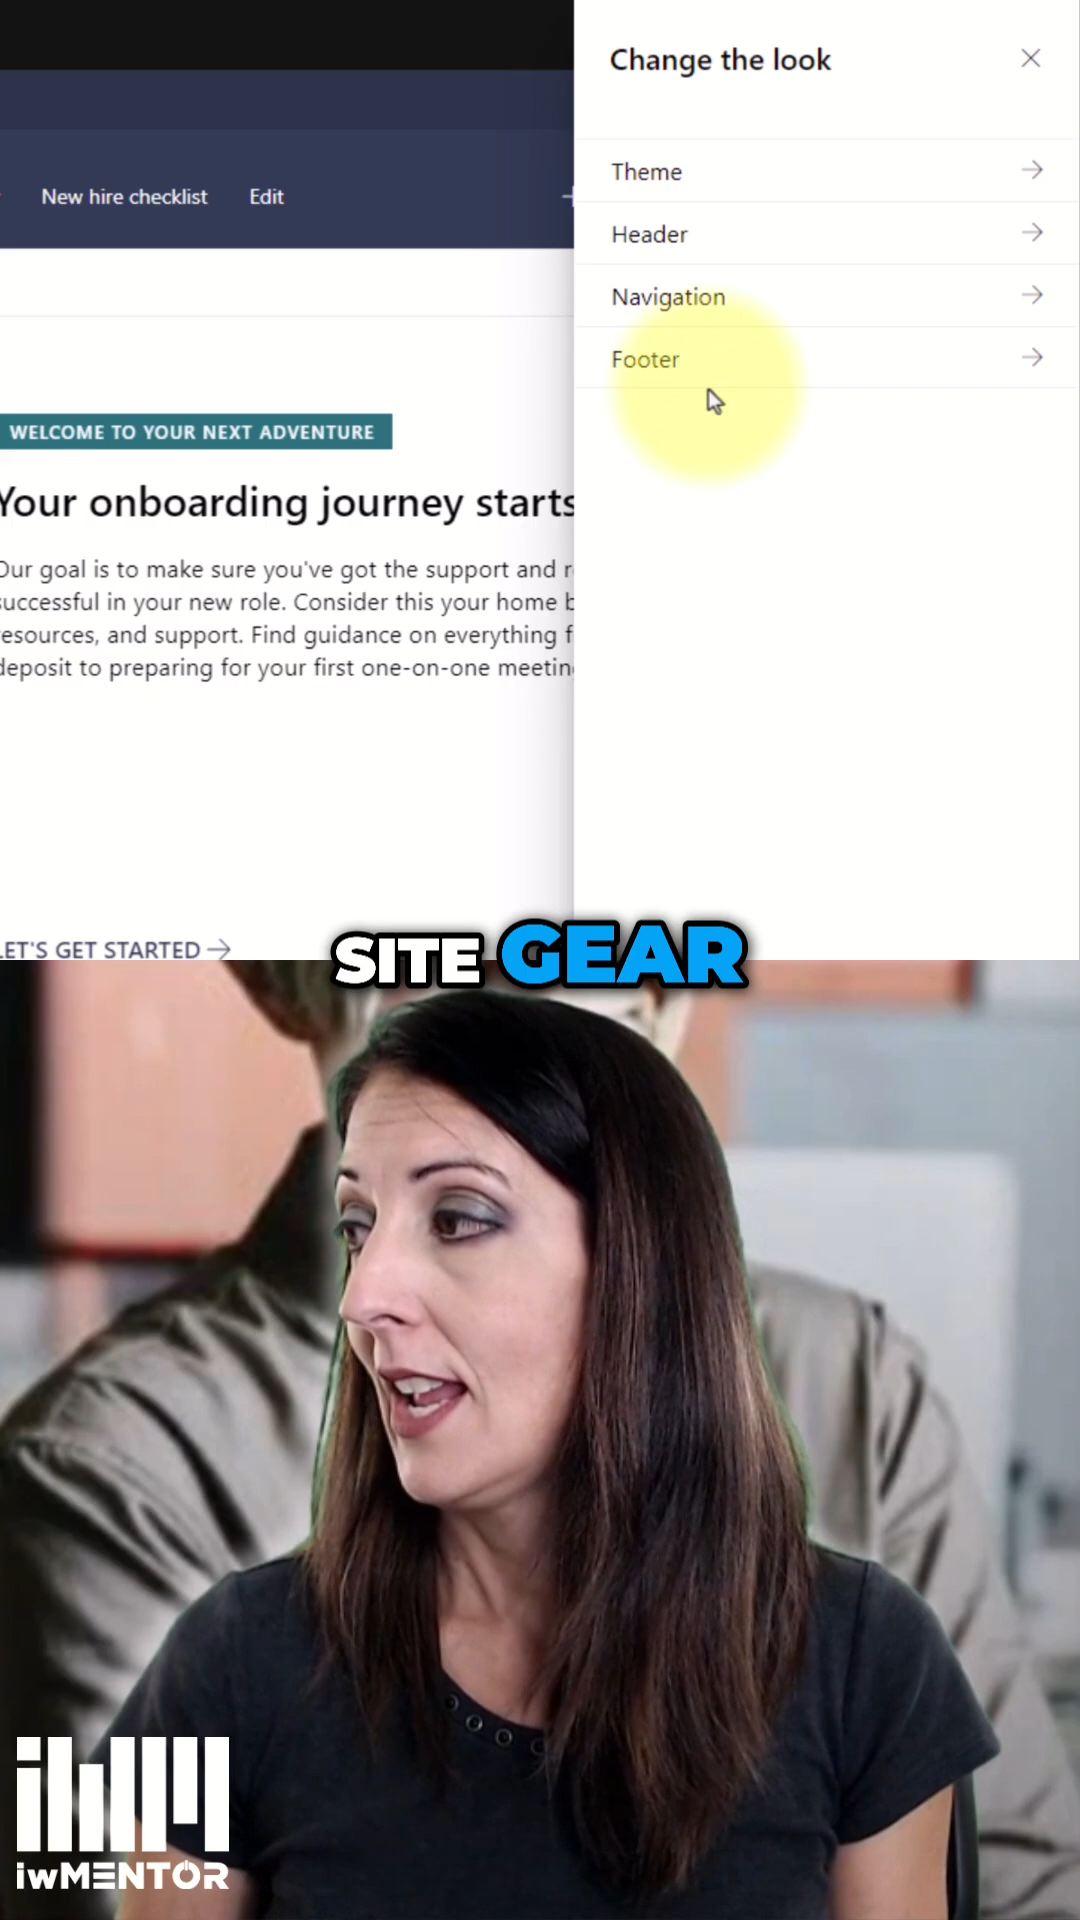 Change the look
Theme
Header
Navigation
Footer
New hire checklist
Edit
WELCOME TO YOUR NEXT ADVENTURE
Your onboarding journey starts
Our goal is to make sure you've got the support and r
successful in your new role. Consider this your home b
resources, and support. Find guidance on everything f
deposit to preparing for your first one-on-one meetin
LET'S GET STARTED
SITE GEAR
iwMENTOR